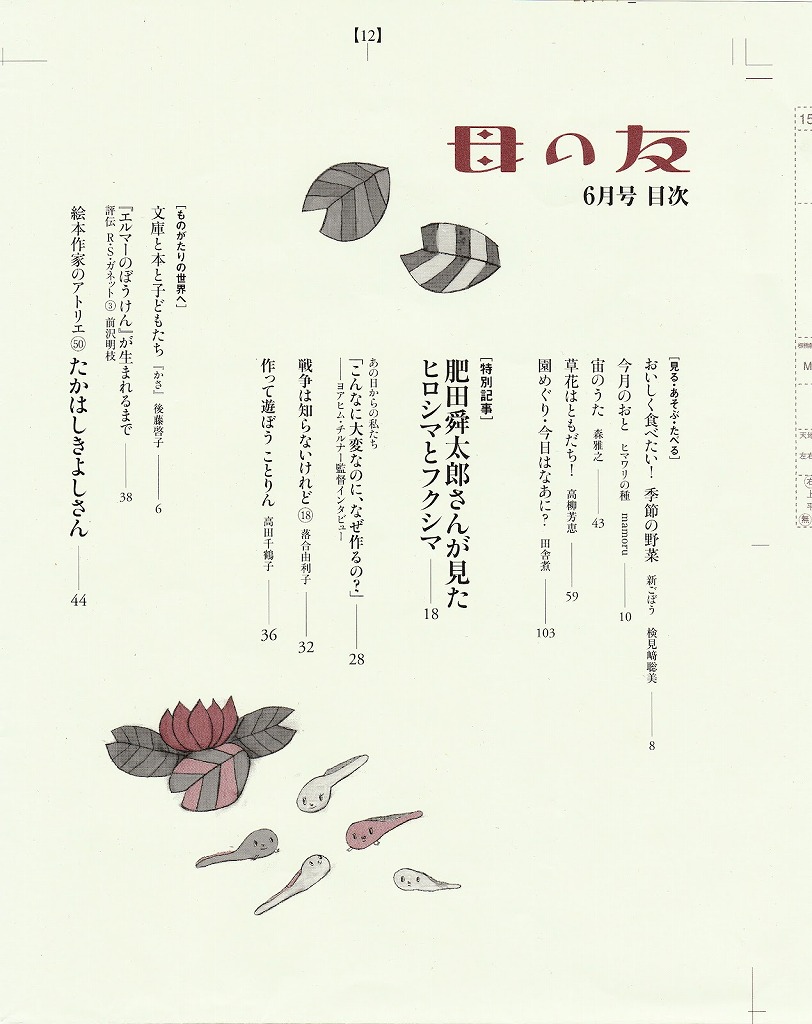 【12】
母の友
6月号 目次
[見る・あそぶ・たべる]
おいしく食べたい! 季節の野菜 新ごぼう 検見﨑聡美 8
今月のおと ヒマワリの種 mamoru 10
宙のうた 森雅之 43
草花はともだち! 高柳芳恵 59
園めぐり・今日はなあに? 田舎煮 103
[特別記事]
肥田舜太郎さんが見た
ヒロシマとフクシマ 18
あの日からの私たち
「こんなに大変なのに、なぜ作るの?」 28
――ヨアヒム・チルナー監督インタビュー
戦争は知らないけれど ⑱ 落合由利子 32
作って遊ぼう ことりん 高田千鶴子 36
[ものがたりの世界へ]
文庫と本と子どもたち 『かさ』 後藤啓子 6
『エルマーのぼうけん』が生まれるまで 38
評伝 R・S・ガネット③ 前沢明枝
絵本作家のアトリエ ㊿ たかはしきよしさん 44
15
M
天地
左右
右
上
平
無